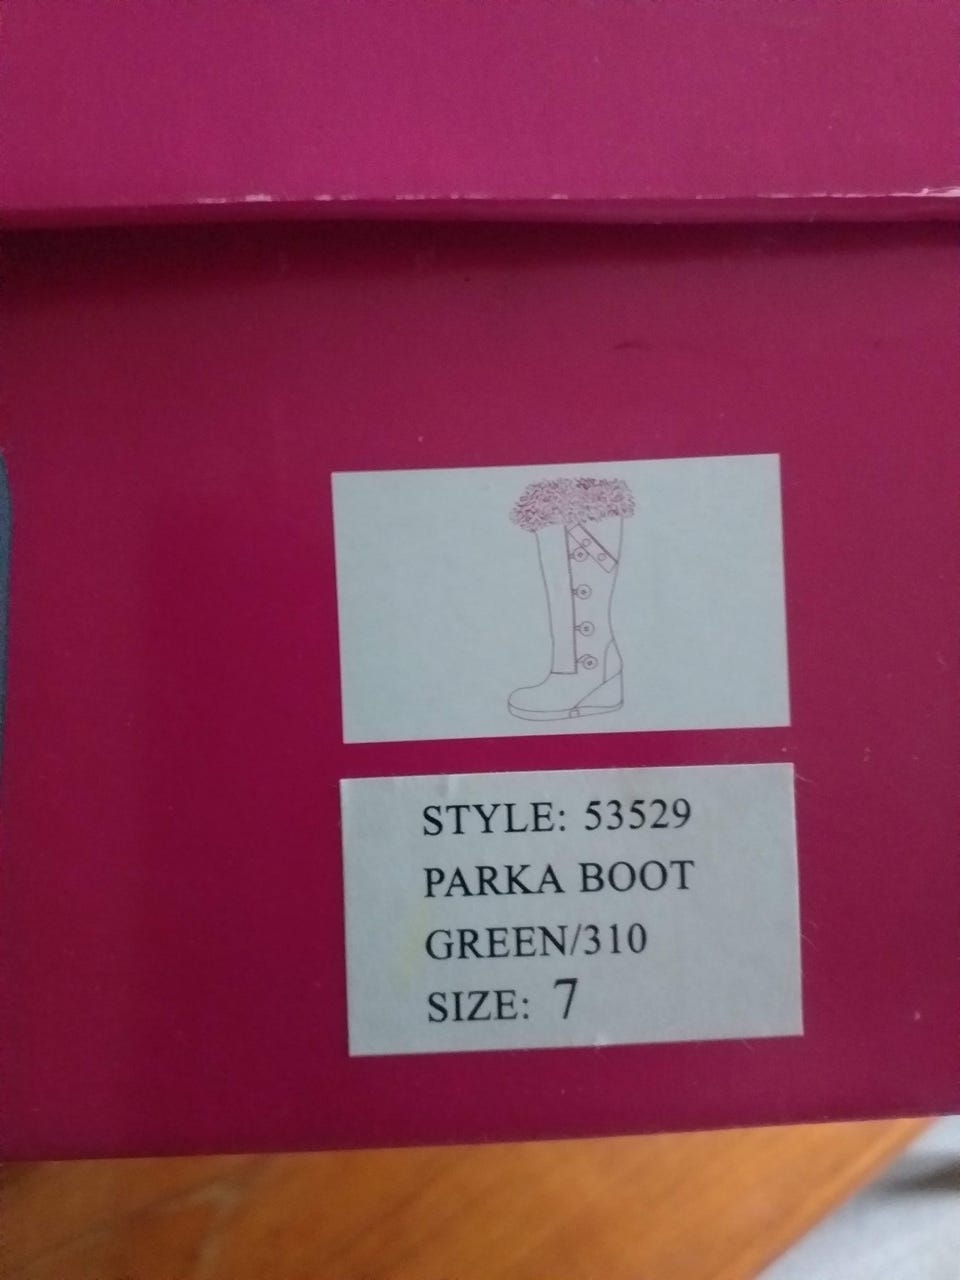 STYLE: 53529
PARKA BOOT
GREEN/310
SIZE: 7